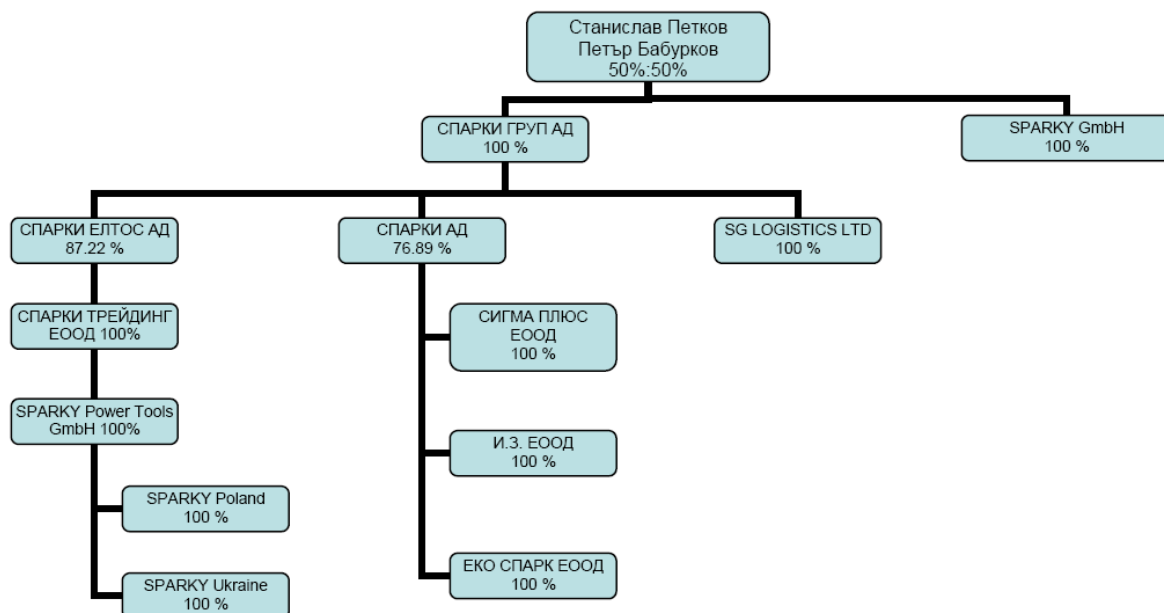 Станислав Петков
Петър Бабурков
50%:50%
СПАРКИ ГРУП АД
100 %
SPARKY GmbH
100 %
СПАРКИ ЕЛТОС АД
87.22 %
СПАРКИ АД
76.89 %
SG LOGISTICS LTD
100 %
СПАРКИ ТРЕЙДИНГ
ЕООД 100%
СИГМА ПЛЮС
ЕООД
100 %
SPARKY Power Tools
GmbH 100%
И.З. ЕООД
100 %
SPARKY Poland
100 %
ЕКО СПАРК ЕООД
100 %
SPARKY Ukraine
100 %